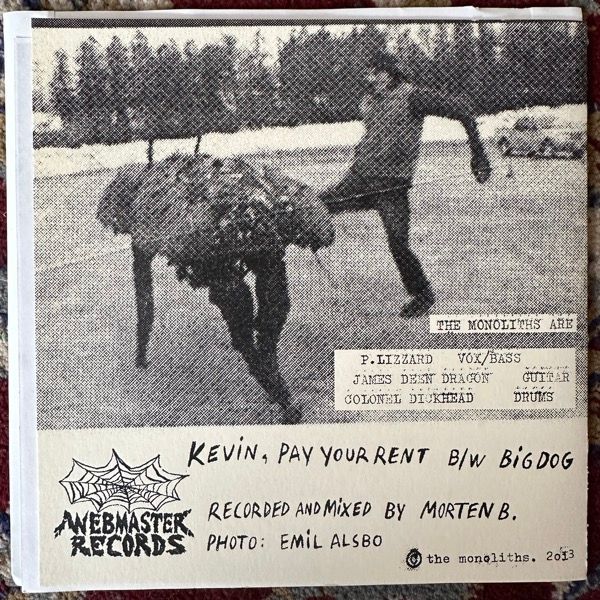 THE MONOLITHS ARE
P.LIZZARD VOX/BASS
JAMES DEEN DRAGON GUITAR
COLONEL DICKHEAD DRUMS
KEVIN, PAY YOUR RENT B/W BIG DOG
WEBMASTER RECORDS
RECORDED AND MIXED BY MORTEN B.
PHOTO: EMIL ALSBO
the monoliths. 2013